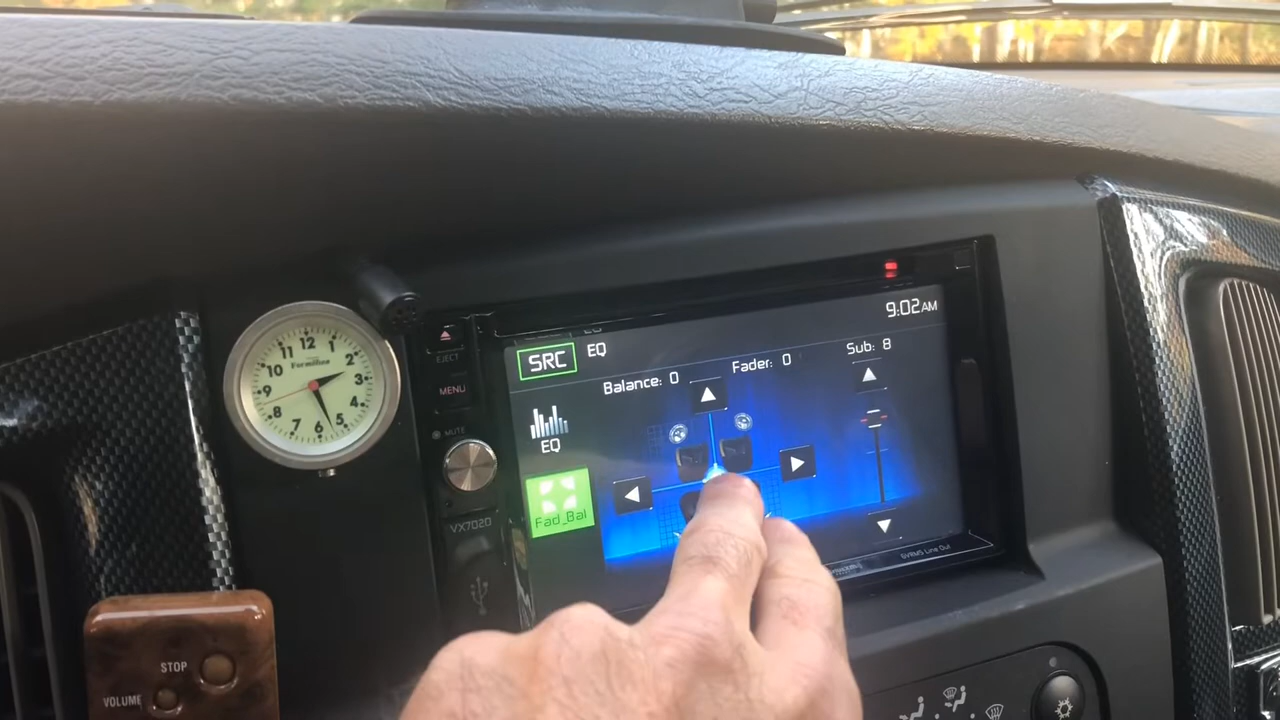 9:02AM
SRC EQ
Balance: 0 Fader: 0 Sub: 8
EQ
Fad_Bal
EJECT
MENU
MUTE
VX7020
12
1
2
3
4
5
6
7
8
9
10
11
STOP
VOLUME